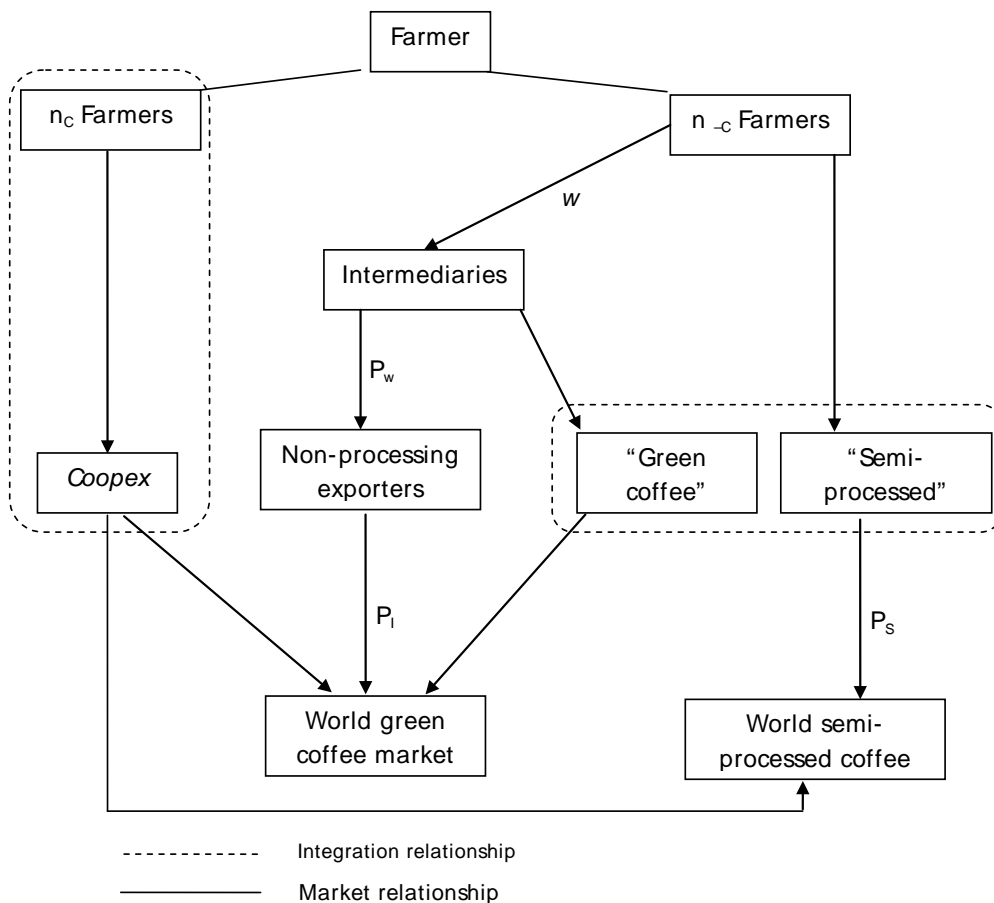 Farmer
n_C Farmers
n _–C Farmers
w
Intermediaries
P_w
Coopex
Non-processing
exporters
“Green
coffee”
“Semi-
processed”
P_I
P_S
World green
coffee market
World semi-
processed coffee
Integration relationship
Market relationship